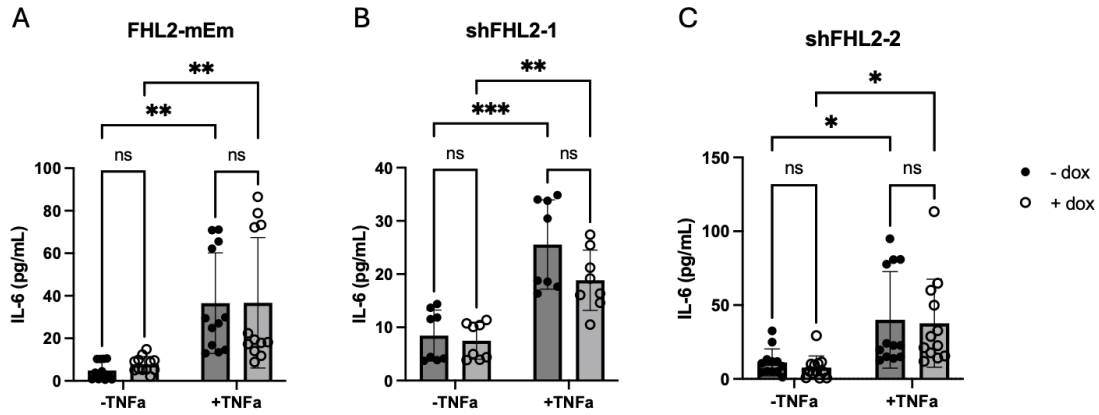 A
FHL2-mEm
**
**
ns
ns
IL-6 (pg/mL)
100
80
60
40
20
0
-TNFa
+TNFa
B
shFHL2-1
**
***
ns
ns
IL-6 (pg/mL)
40
30
20
10
0
-TNFa
+TNFa
C
shFHL2-2
*
*
ns
ns
IL-6 (pg/mL)
150
100
50
0
-TNFa
+TNFa
- dox
+ dox